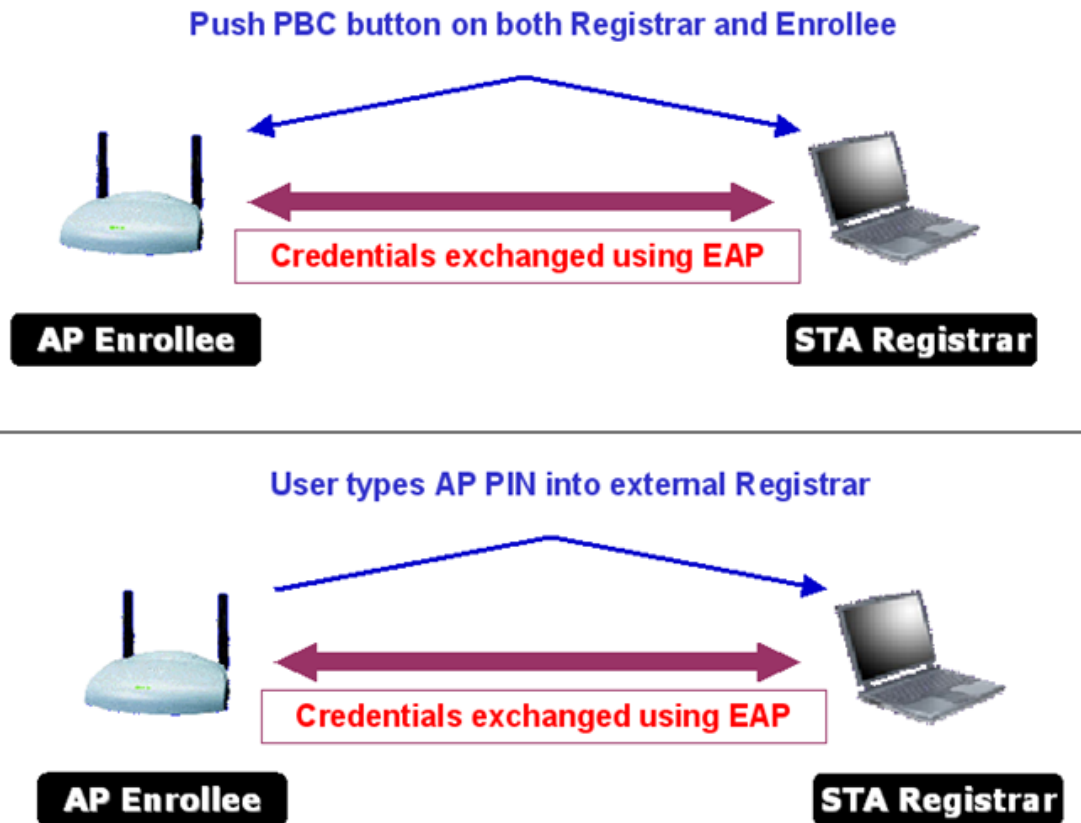 Push PBC button on both Registrar and Enrollee
Credentials exchanged using EAP
AP Enrollee
STA Registrar
User types AP PIN into external Registrar
Credentials exchanged using EAP
AP Enrollee
STA Registrar